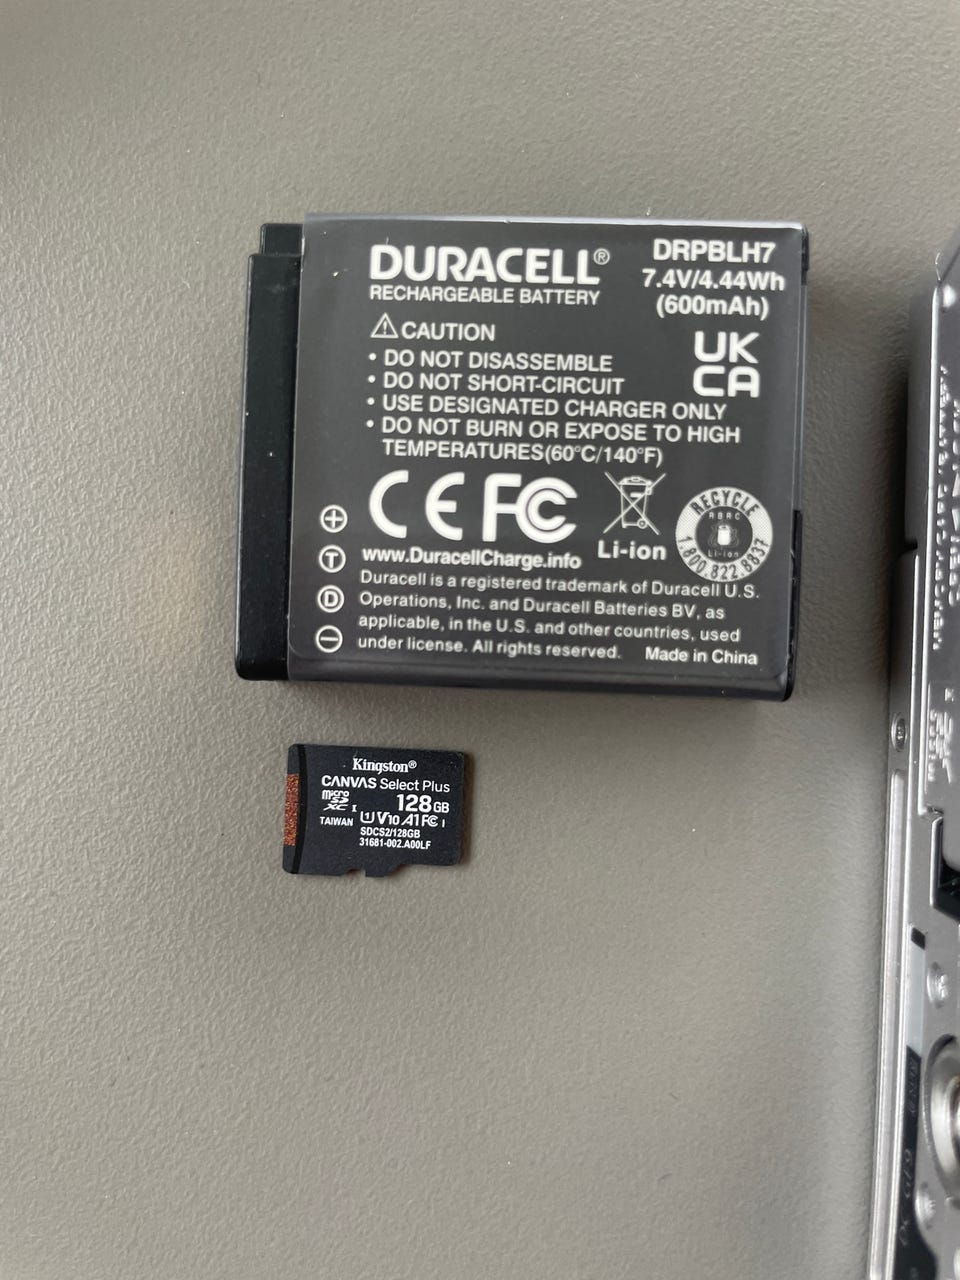 DURACELL®
RECHARGEABLE BATTERY
DRPBLH7
7.4V/4.44Wh
(600mAh)
⚠ CAUTION
• DO NOT DISASSEMBLE
• DO NOT SHORT-CIRCUIT
• USE DESIGNATED CHARGER ONLY
• DO NOT BURN OR EXPOSE TO HIGH
TEMPERATURES(60°C/140°F)
UK
CA
CE FC
Li-ion
RECYCLE
RBRC
Li-ion
1.800.822.8837
+
T
D
−
www.DuracellCharge.info
Duracell is a registered trademark of Duracell U.S.
Operations, Inc. and Duracell Batteries BV, as
applicable, in the U.S. and other countries, used
under license. All rights reserved. Made in China
Kingston®
CANVAS Select Plus
micro
SD
XC I
128GB
TAIWAN U1 V10 A1 FC I
SDCS2/128GB
31681-002.A00LF